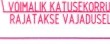 VÕIMALIK KATUSEKORRU
RAJATAKSE VAJADUSEL